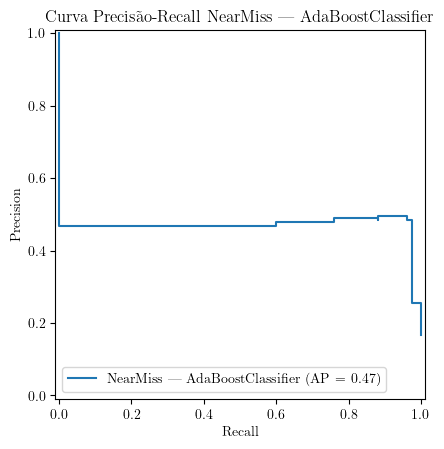 Curva Precisão-Recall NearMiss — AdaBoostClassifier
1.0
0.8
0.6
0.4
0.2
0.0
Precision
NearMiss — AdaBoostClassifier (AP = 0.47)
0.0 0.2 0.4 0.6 0.8 1.0
Recall